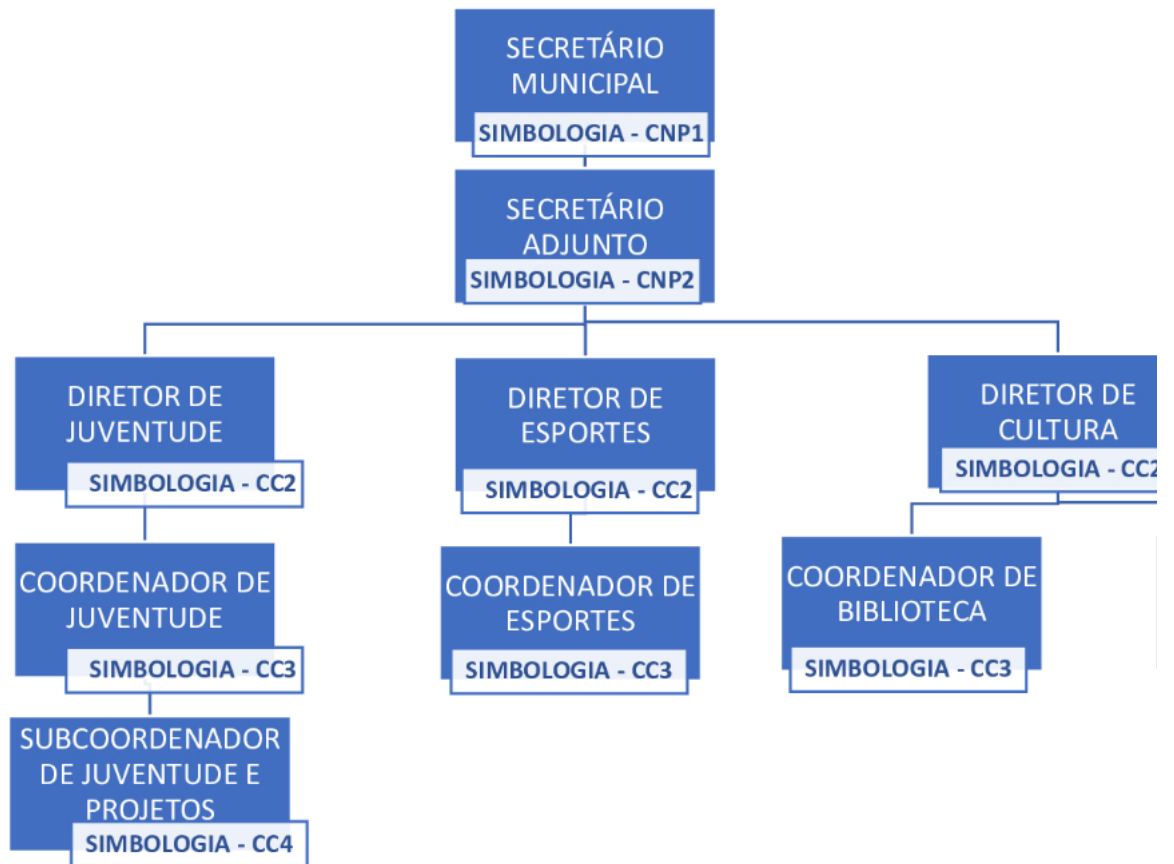 SECRETÁRIO
MUNICIPAL
SIMBOLOGIA - CNP1
SECRETÁRIO
ADJUNTO
SIMBOLOGIA - CNP2
DIRETOR DE
JUVENTUDE
SIMBOLOGIA - CC2
DIRETOR DE
ESPORTES
SIMBOLOGIA - CC2
DIRETOR DE
CULTURA
SIMBOLOGIA - CC2
COORDENADOR DE
JUVENTUDE
SIMBOLOGIA - CC3
COORDENADOR DE
ESPORTES
SIMBOLOGIA - CC3
COORDENADOR DE
BIBLIOTECA
SIMBOLOGIA - CC3
SUBCOORDENADOR
DE JUVENTUDE E
PROJETOS
SIMBOLOGIA - CC4